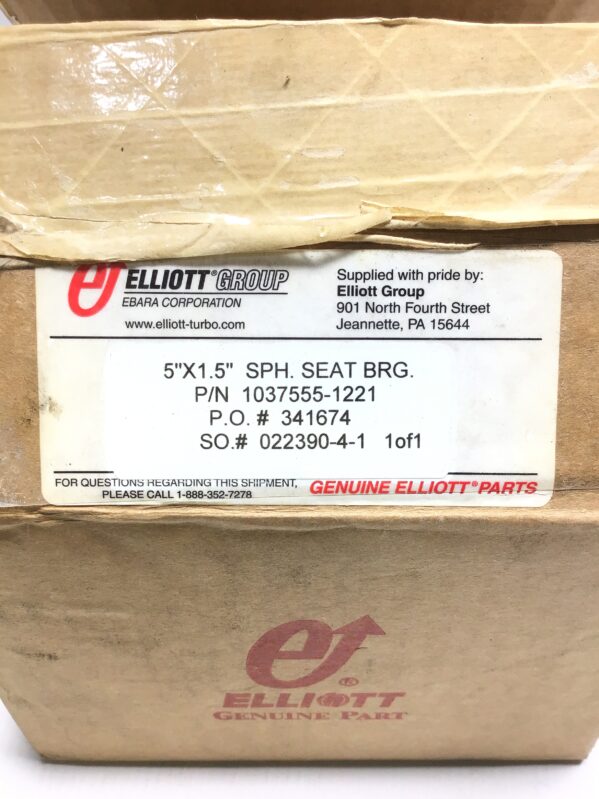 ELLIOTT® GROUP
EBARA CORPORATION
www.elliott-turbo.com
Supplied with pride by:
Elliott Group
901 North Fourth Street
Jeannette, PA 15644
5"X1.5" SPH. SEAT BRG.
P/N 1037555-1221
P.O. # 341674
SO.# 022390-4-1 1of1
FOR QUESTIONS REGARDING THIS SHIPMENT,
PLEASE CALL 1-888-352-7278
GENUINE ELLIOTT® PARTS
®
ELLIOTT
GENUINE PART